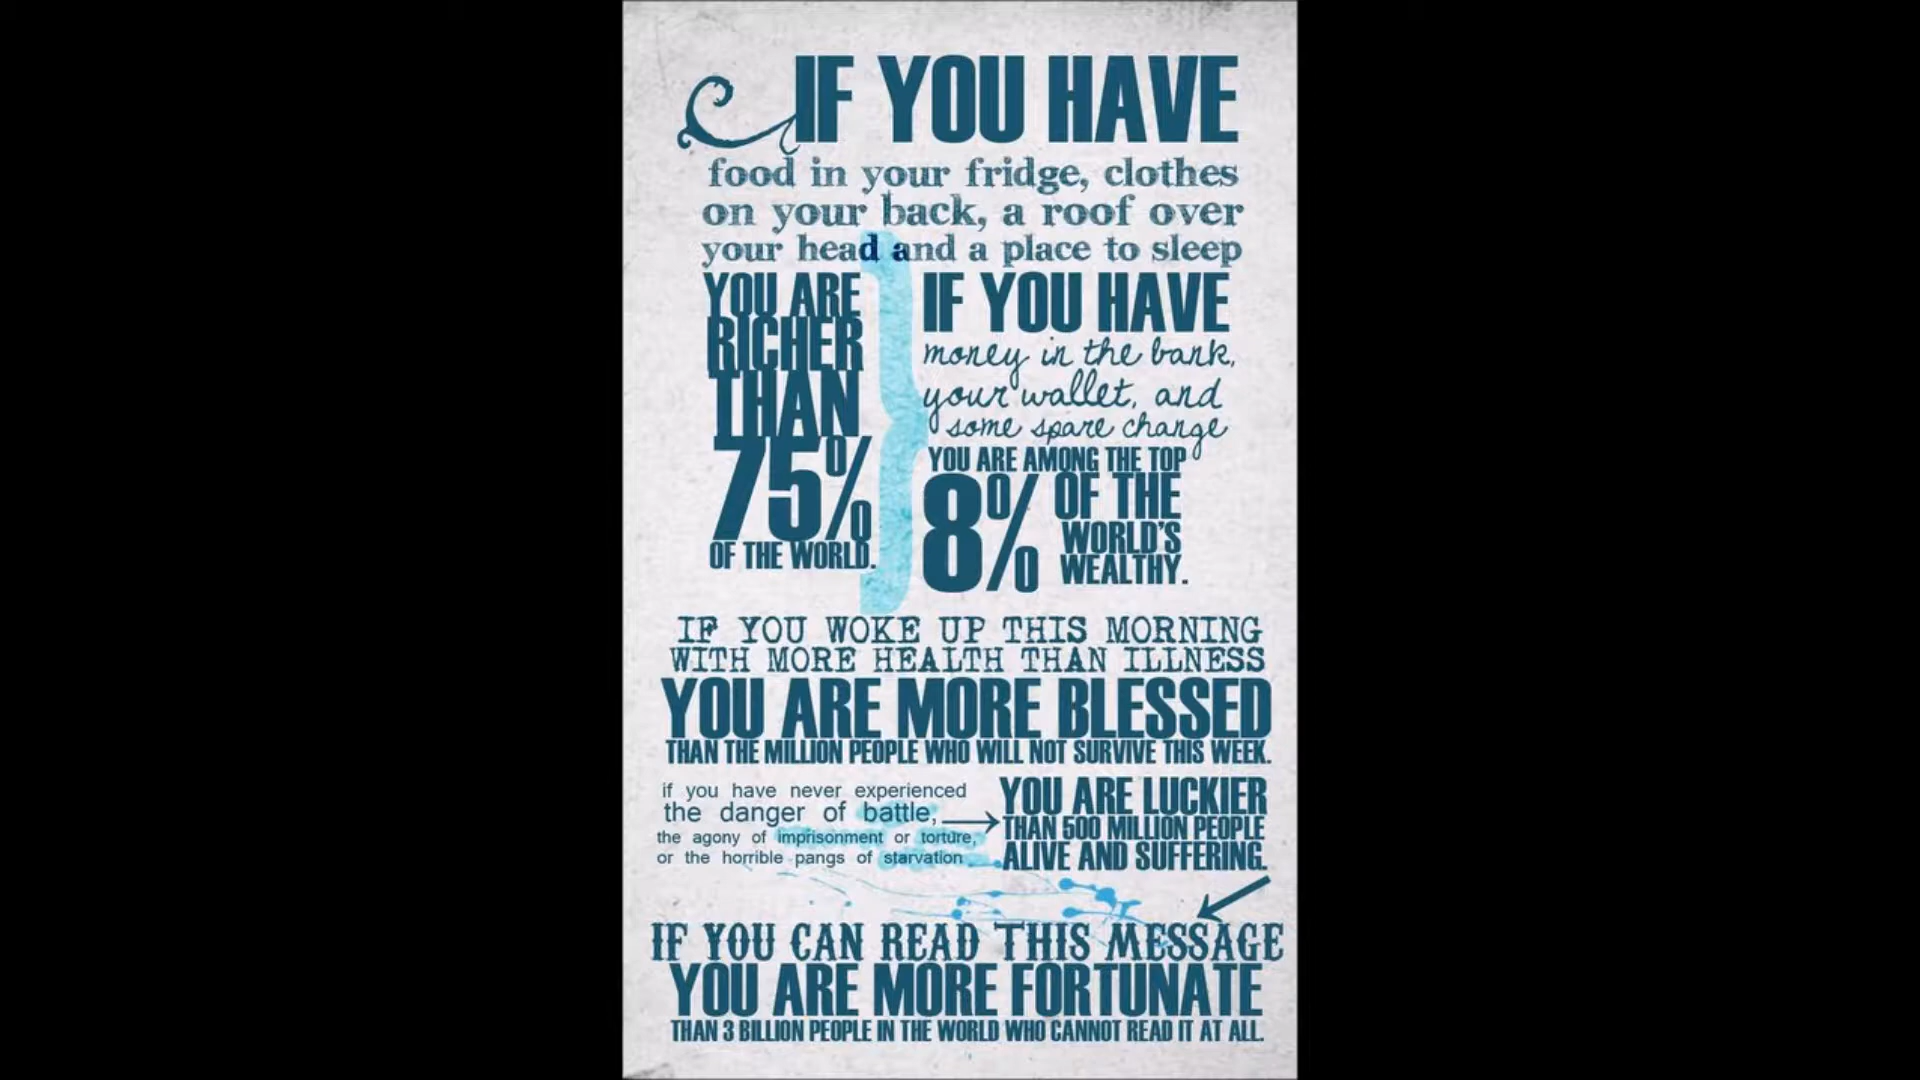 IF YOU HAVE
food in your fridge, clothes
on your back, a roof over
your head and a place to sleep
YOU ARE
RICHER
THAN
75%
OF THE WORLD.
IF YOU HAVE
money in the bank,
your wallet, and
some spare change
YOU ARE AMONG THE TOP
8% OF THE
WORLD'S
WEALTHY.
IF YOU WOKE UP THIS MORNING
WITH MORE HEALTH THAN ILLNESS
YOU ARE MORE BLESSED
THAN THE MILLION PEOPLE WHO WILL NOT SURVIVE THIS WEEK.
if you have never experienced
the danger of battle,
the agony of imprisonment or torture,
or the horrible pangs of starvation
YOU ARE LUCKIER
THAN 500 MILLION PEOPLE
ALIVE AND SUFFERING.
IF YOU CAN READ THIS MESSAGE
YOU ARE MORE FORTUNATE
THAN 3 BILLION PEOPLE IN THE WORLD WHO CANNOT READ IT AT ALL.